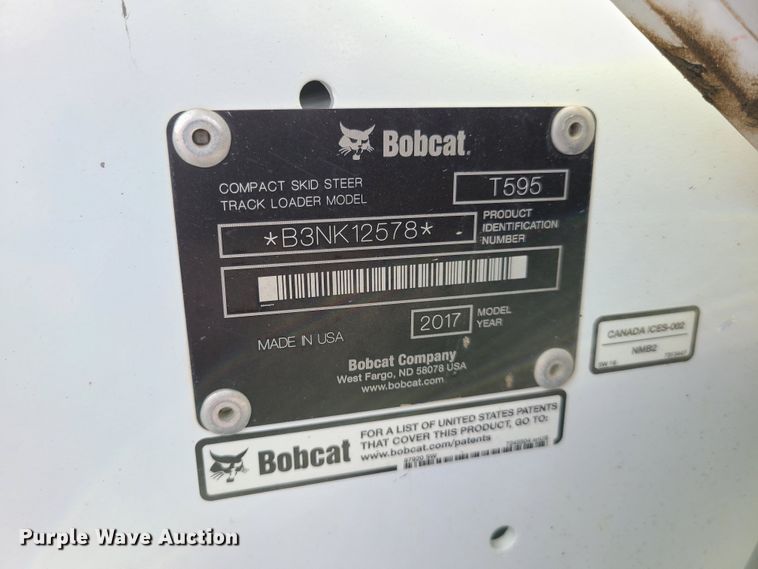 Bobcat.
COMPACT SKID STEER
TRACK LOADER MODEL
T595
*B3NK12578*
PRODUCT
IDENTIFICATION
NUMBER
MADE IN USA
2017
MODEL
YEAR
Bobcat Company
West Fargo, ND 58078 USA
www.bobcat.com
CANADA ICES-002
NMB2
Bobcat
FOR A LIST OF UNITED STATES PATENTS
THAT COVER THIS PRODUCT, GO TO:
www.bobcat.com/patents
Purple Wave Auction